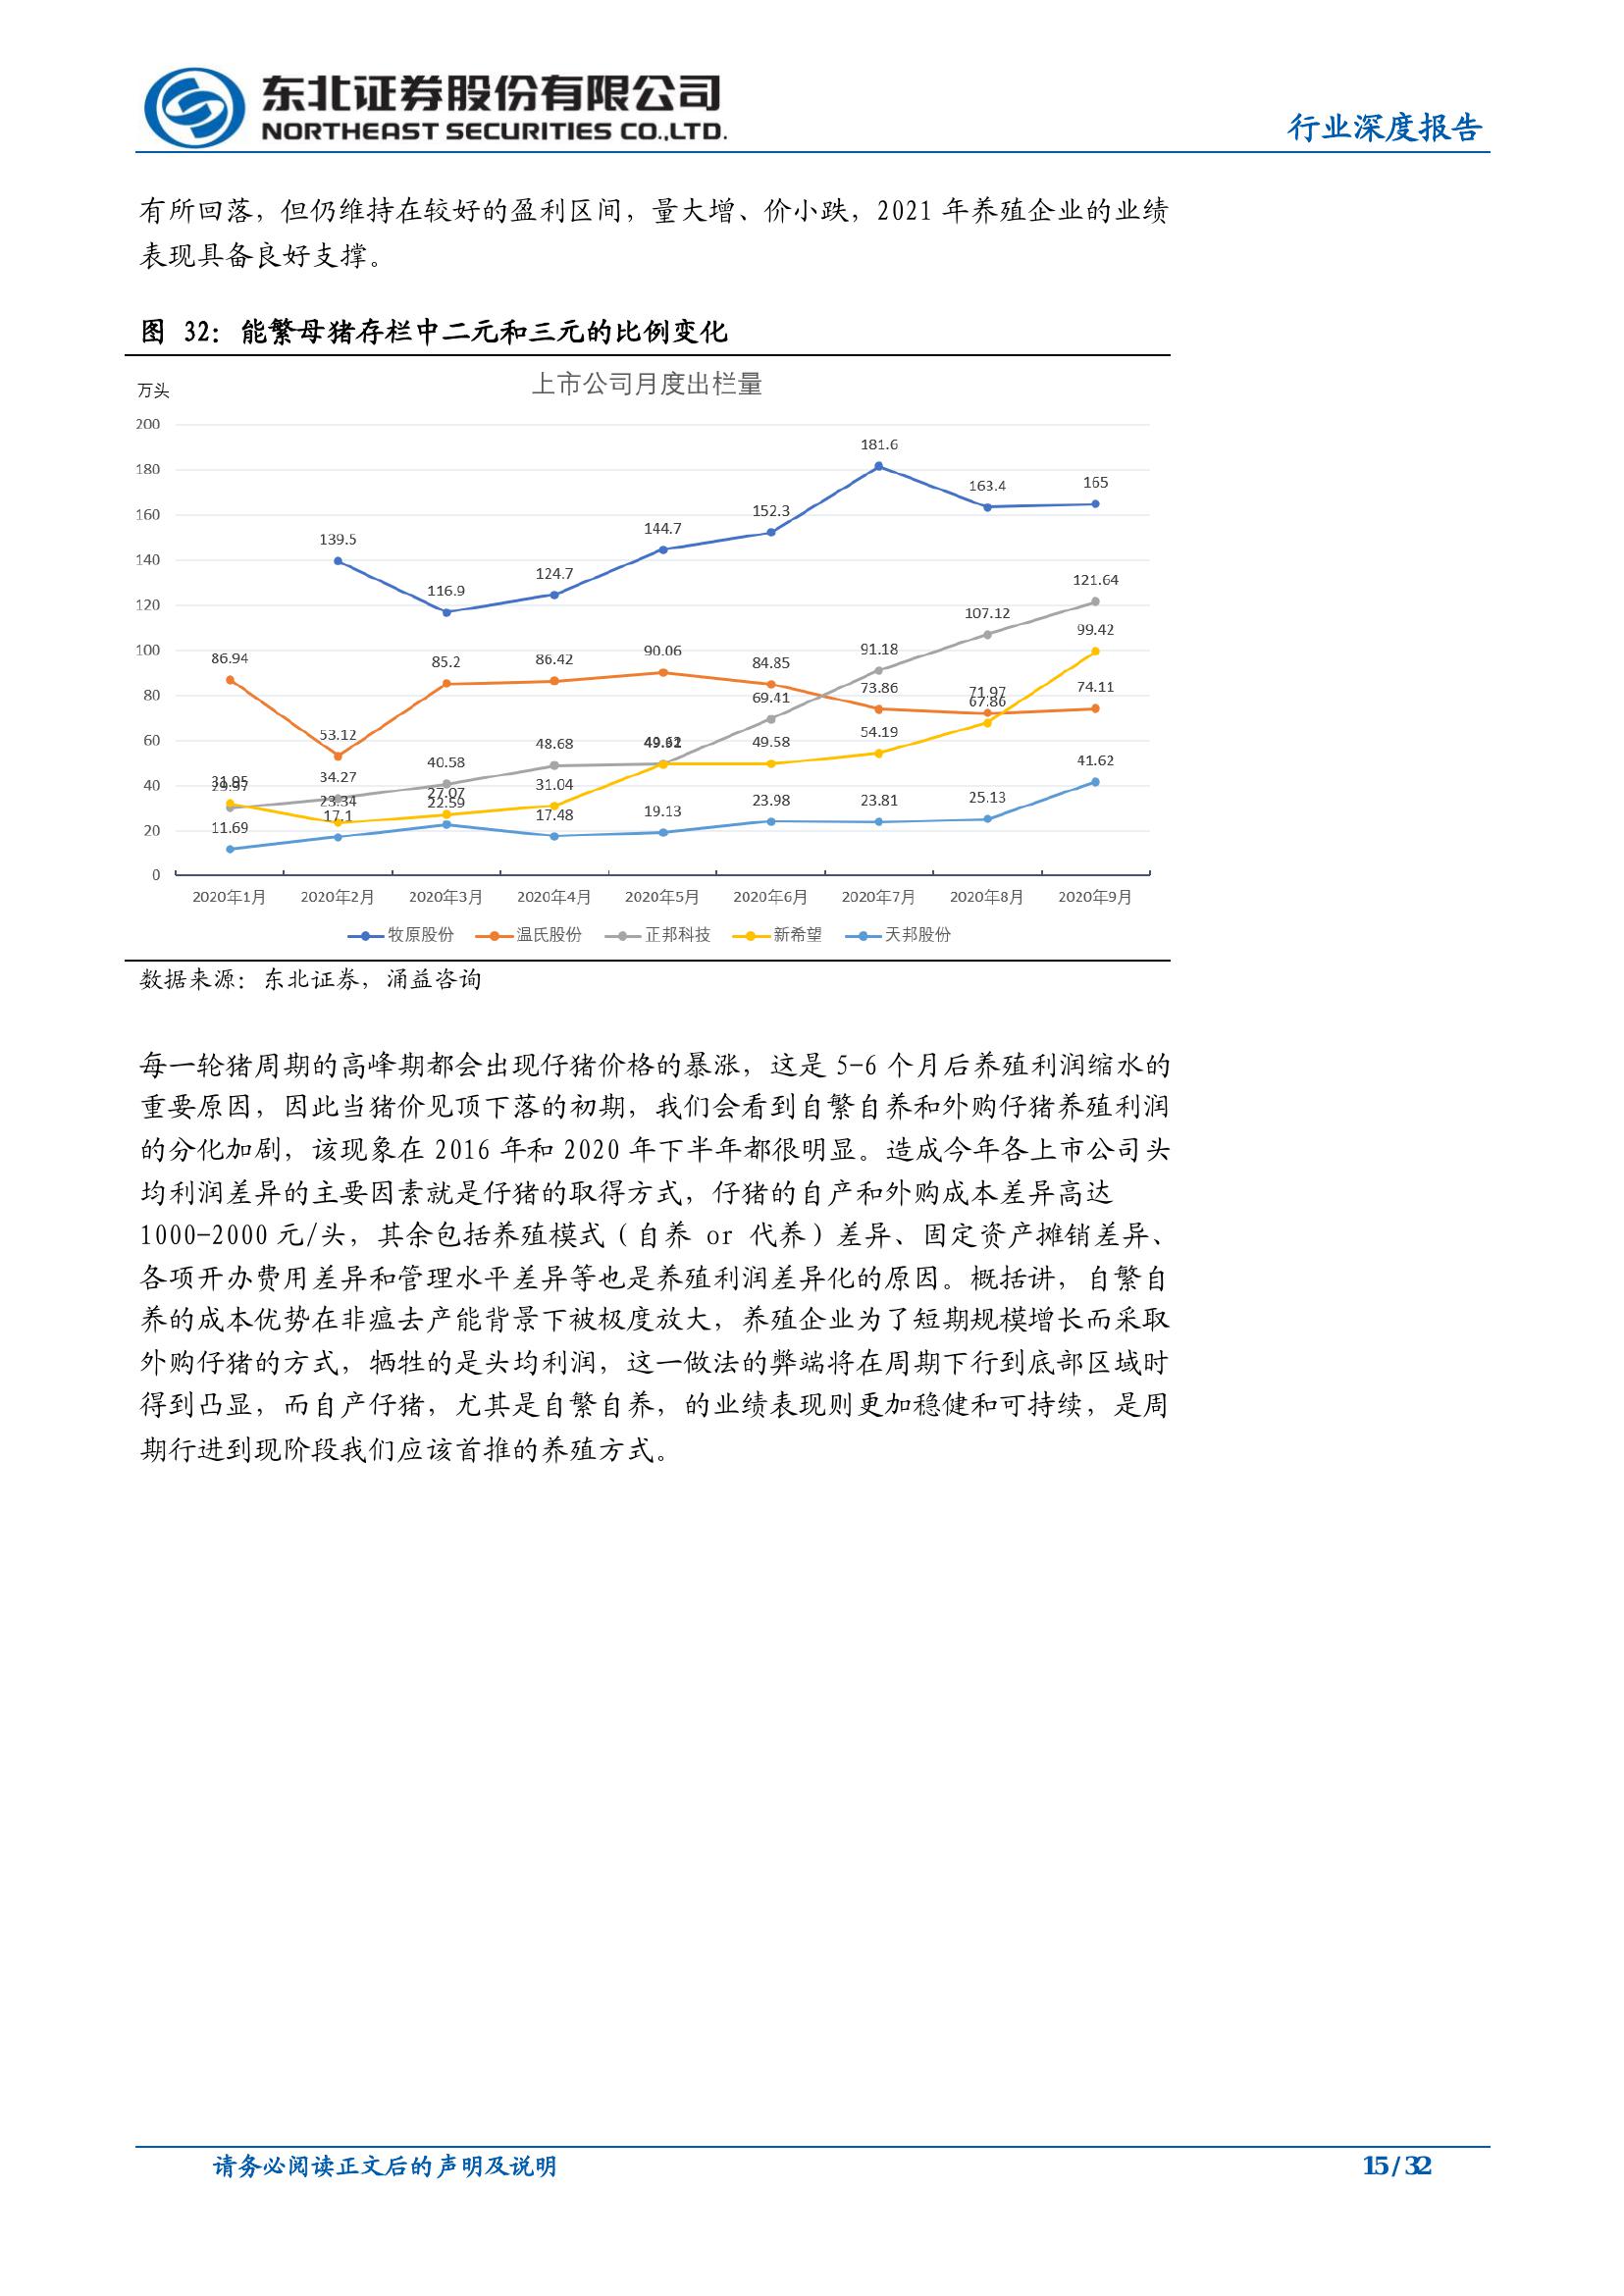 东北证券股份有限公司
NORTHEAST SECURITIES CO.,LTD.
行业深度报告
有所回落，但仍维持在较好的盈利区间，量大增、价小跌，2021 年养殖企业的业绩
表现具备良好支撑。
图 32：能繁母猪存栏中二元和三元的比例变化
上市公司月度出栏量
万头
200
180
160
140
120
100
80
60
40
20
0
139.5
116.9
124.7
144.7
152.3
181.6
163.4
165
86.94
53.12
85.2
86.42
90.06
84.85
73.86
71.97
74.11
34.27
40.58
48.68
69.41
91.18
107.12
121.64
31.95
23.34
27.07
31.04
49.58
54.19
67.86
99.42
11.69
17.1
22.59
17.48
19.13
23.98
23.81
25.13
41.62
2020年1月 2020年2月 2020年3月 2020年4月 2020年5月 2020年6月 2020年7月 2020年8月 2020年9月
牧原股份 温氏股份 正邦科技 新希望 天邦股份
数据来源：东北证券，涌益咨询
每一轮猪周期的高峰期都会出现仔猪价格的暴涨，这是 5-6 个月后养殖利润缩水的
重要原因，因此当猪价见顶下落的初期，我们会看到自繁自养和外购仔猪养殖利润
的分化加剧，该现象在 2016 年和 2020 年下半年都很明显。造成今年各上市公司头
均利润差异的主要因素就是仔猪的取得方式，仔猪的自产和外购成本差异高达
1000-2000 元/头，其余包括养殖模式（自养 or 代养）差异、固定资产摊销差异、
各项开办费用差异和管理水平差异等也是养殖利润差异化的原因。概括讲，自繁自
养的成本优势在非瘟去产能背景下被极度放大，养殖企业为了短期规模增长而采取
外购仔猪的方式，牺牲的是头均利润，这一做法的弊端将在周期下行到底部区域时
得到凸显，而自产仔猪，尤其是自繁自养，的业绩表现则更加稳健和可持续，是周
期行进到现阶段我们应该首推的养殖方式。
请务必阅读正文后的声明及说明
15 / 32